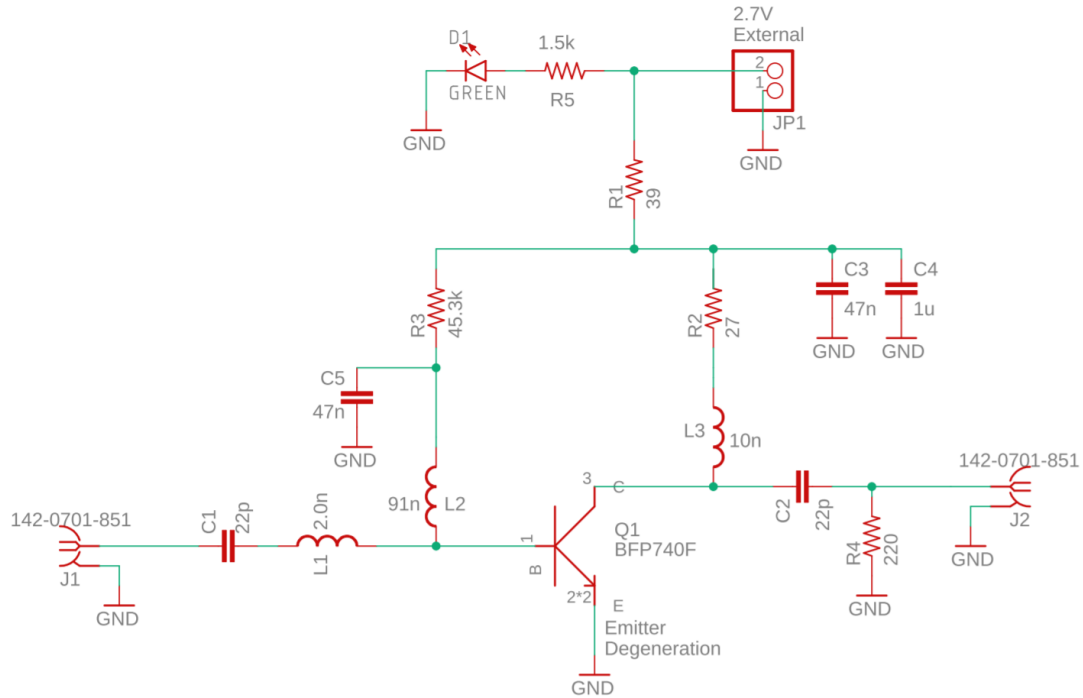 2.7V
External
D1
1.5k
2
1
GREEN
R5
JP1
GND
GND
R1
39
R3
45.3k
R2
27
C3
47n
C4
1u
GND
GND
C5
47n
GND
L3
10n
142-0701-851
91n
L2
3
C
142-0701-851
C1
22p
L1
2.0n
1
B
Q1
BFP740F
C2
22p
R4
220
J2
GND
J1
GND
2*2
E
GND
Emitter
Degeneration
GND